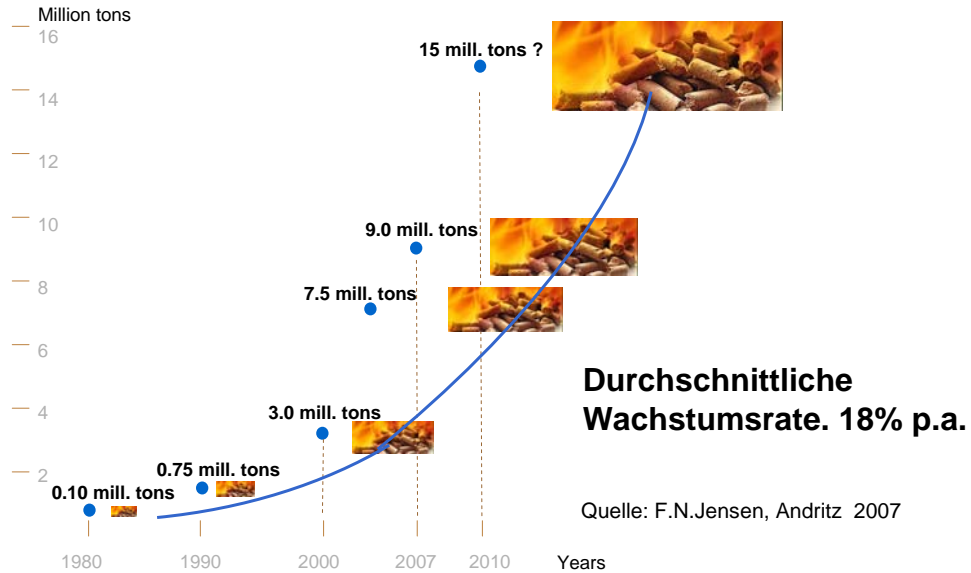 Million tons
16
15 mill. tons ?
14
12
10
9.0 mill. tons
8
7.5 mill. tons
6
Durchschnittliche
Wachstumsrate. 18% p.a.
4
3.0 mill. tons
2
0.75 mill. tons
0.10 mill. tons
Quelle: F.N.Jensen, Andritz 2007
1980
1990
2000
2007
2010
Years